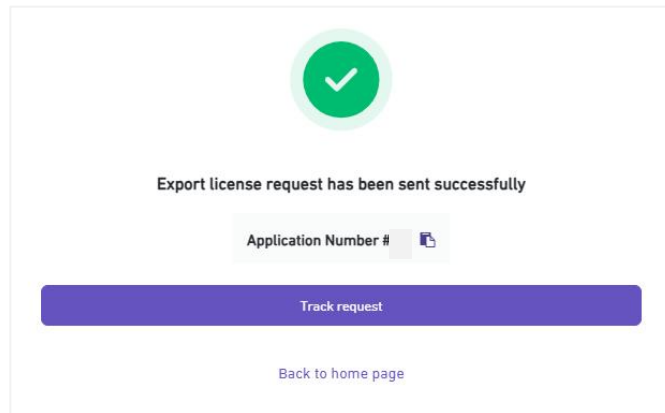 Export license request has been sent successfully
Application Number #
Track request
Back to home page